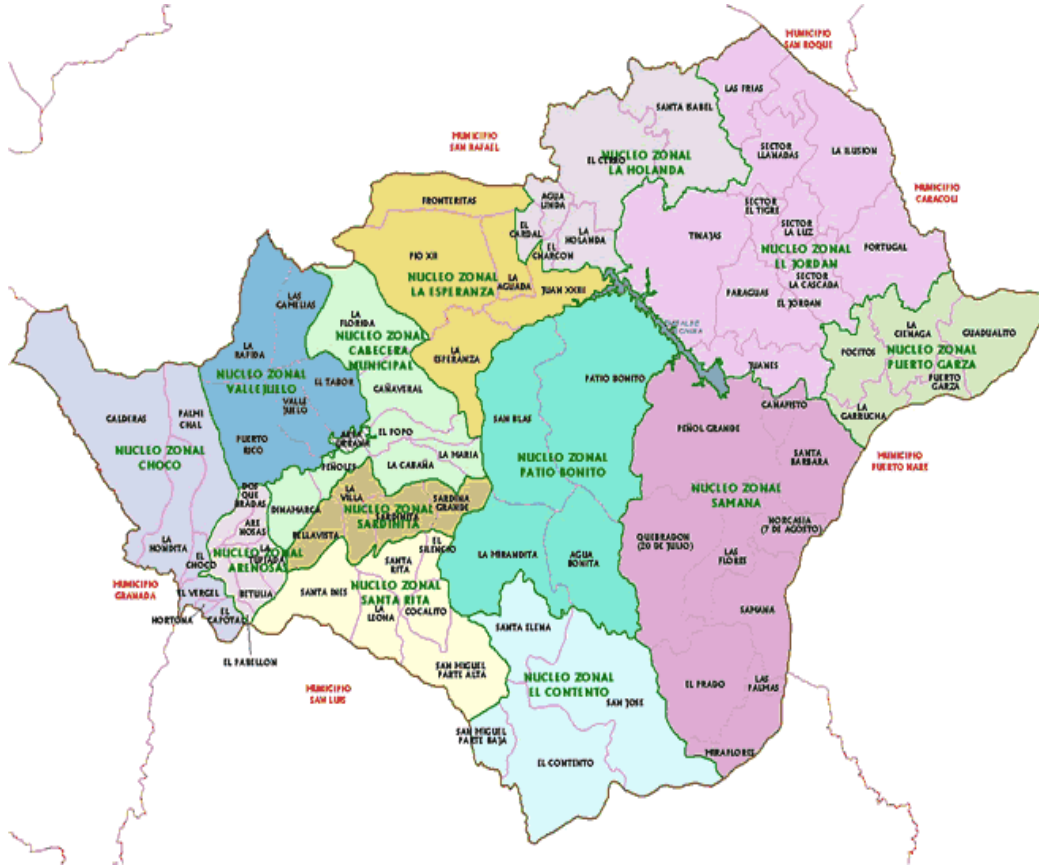 MUNICIPIO
SAN ROQUE
LAS FRIAS
SANTA ISABEL
MUNICIPIO
SAN RAFAEL
SECTOR
LLANADAS
LA ILUSION
EL CERRO
NUCLEO ZONAL
LA HOLANDA
MUNICIPIO
CARACOLI
FRONTERITAS
AGUA
LINDA
SECTOR
EL TIGRE
EL
CARDAL
LA
HOLANDA
TINAJAS
SECTOR
LA LUZ
PORTUGAL
NUCLEO ZONAL
EL JORDAN
PIO XII
EL
CHARCON
NUCLEO ZONAL
LA ESPERANZA
LA
AGUADA
JUAN XXIII
PARAGUAS
SECTOR
LA CASCADA
EL JORDAN
LAS
CAMELIAS
LA
FLORIDA
NUCLEO ZONAL
CABECERA
MUNICIPAL
LA
CIENAGA
GUADUALITO
LA
RAPIDA
LA
ESPERANZA
POCITOS
NUCLEO ZONAL
PUERTO GARZA
JUANES
NUCLEO ZONAL
VALLEJUELO
EL TABOR
CAÑAVERAL
PATIO BONITO
PUERTO
GARZA
VALLE
JUELO
CALDERAS
PALMI
CHAL
SAN BLAS
CAÑAFISTO
LA
GARRUCHA
PEÑOL GRANDE
PUERTO
RICO
AREA
URBANA
EL POPO
NUCLEO ZONAL
CHOCO
LA MARIA
NUCLEO ZONAL
PATIO BONITO
SANTA
BARBARA
MUNICIPIO
PUERTO NARE
PEÑOLES
LA CABAÑA
DOS
QUE
BRADAS
LA
VILLA
SARDINA
GRANDE
NUCLEO ZONAL
SAMANA
DINAMARCA
NUCLEO ZONAL
SARDINITA
SARDINITA
ARE
NOSAS
NORCASIA
(7 DE AGOSTO)
BELLAVISTA
LA
HONDITA
NUCLEO ZONAL
ARENOSAS
LA
TUPIADA
EL
SILENCIO
QUEBRADON
(20 DE JULIO)
LA MIRANDITA
AGUA
BONITA
LAS
FLORES
EL
CHOCO
SANTA
RITA
MUNICIPIO
GRANADA
EL VERGEL
BETULIA
SANTA INES
NUCLEO ZONAL
SANTA RITA
HORTONA
EL
CAPOTAL
LA
LEONA
COCALITO
SAMANA
SANTA ELENA
EL PABELLON
SAN MIGUEL
PARTE ALTA
NUCLEO ZONAL
EL CONTENTO
EL PRADO
LAS
PALMAS
MUNICIPIO
SAN LUIS
SAN JOSE
SAN MIGUEL
PARTE BAJA
MIRAFLORES
EL CONTENTO